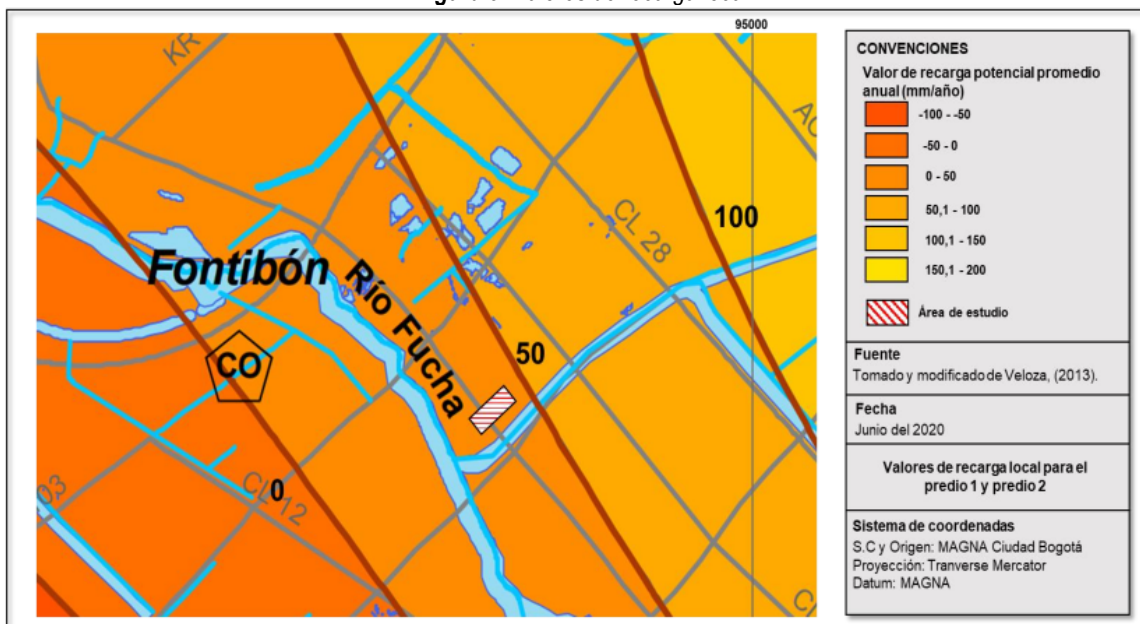 95000
KR
AC
CL 28
100
Fontibón
Río Fucha
50
CO
03
CL 12
0
CONVENCIONES
Valor de recarga potencial promedio
anual (mm/año)
-100 - -50
-50 - 0
0 - 50
50,1 - 100
100,1 - 150
150,1 - 200
Área de estudio
Fuente
Tomado y modificado de Veloza, (2013).
Fecha
Junio del 2020
Valores de recarga local para el
predio 1 y predio 2
Sistema de coordenadas
S.C y Origen: MAGNA Ciudad Bogotá
Proyección: Tranverse Mercator
Datum: MAGNA